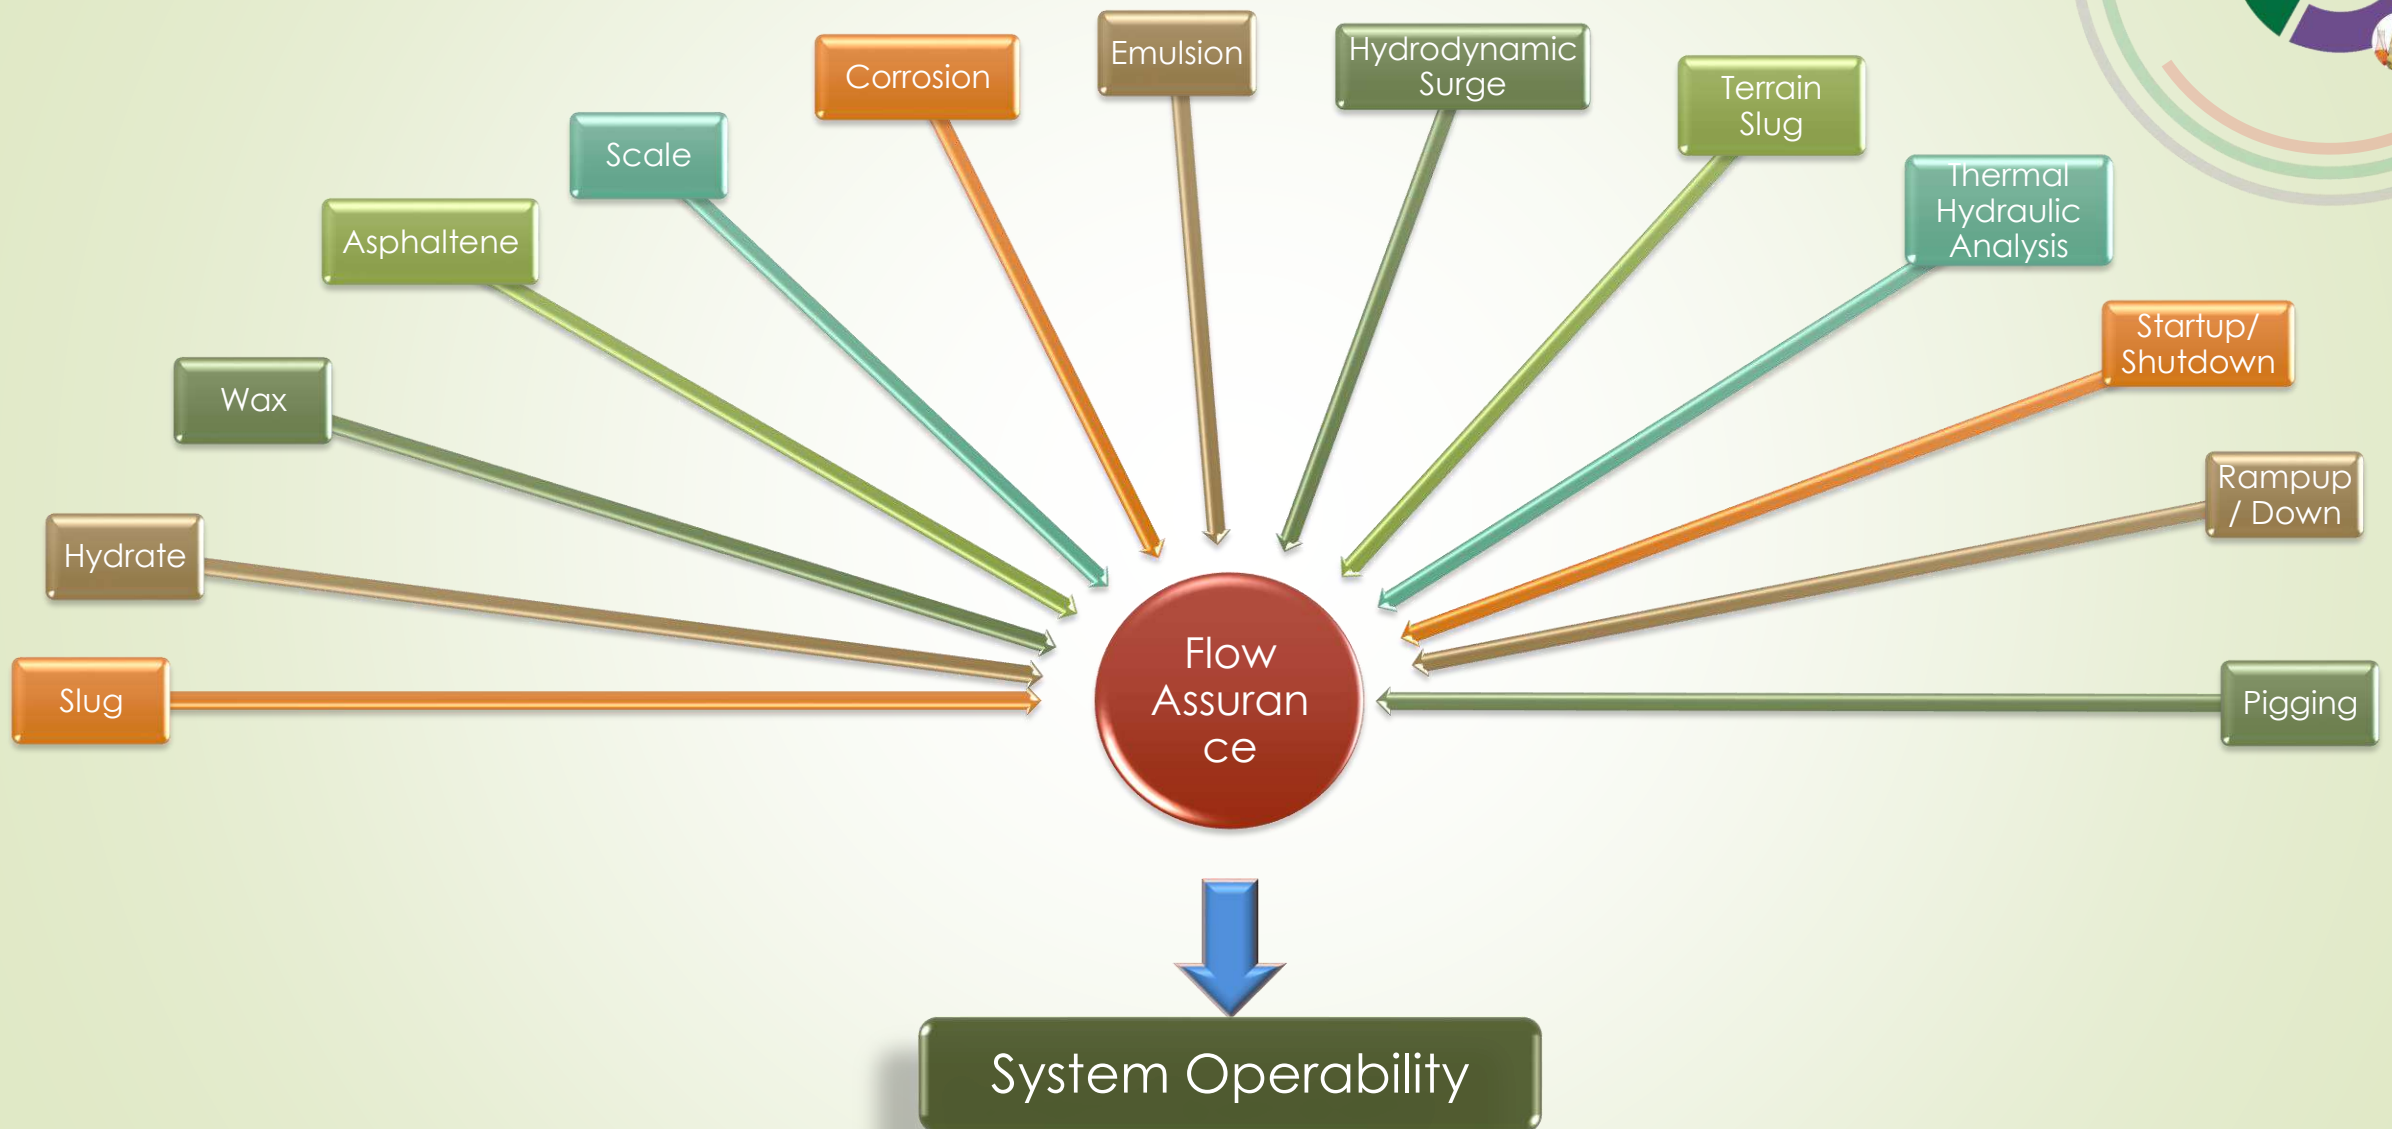 Emulsion
Hydrodynamic
Surge
Corrosion
Terrain
Slug
Scale
Thermal
Hydraulic
Analysis
Asphaltene
Startup/
Shutdown
Wax
Rampup
/ Down
Hydrate
Slug
Flow
Assuran
ce
Pigging
System Operability